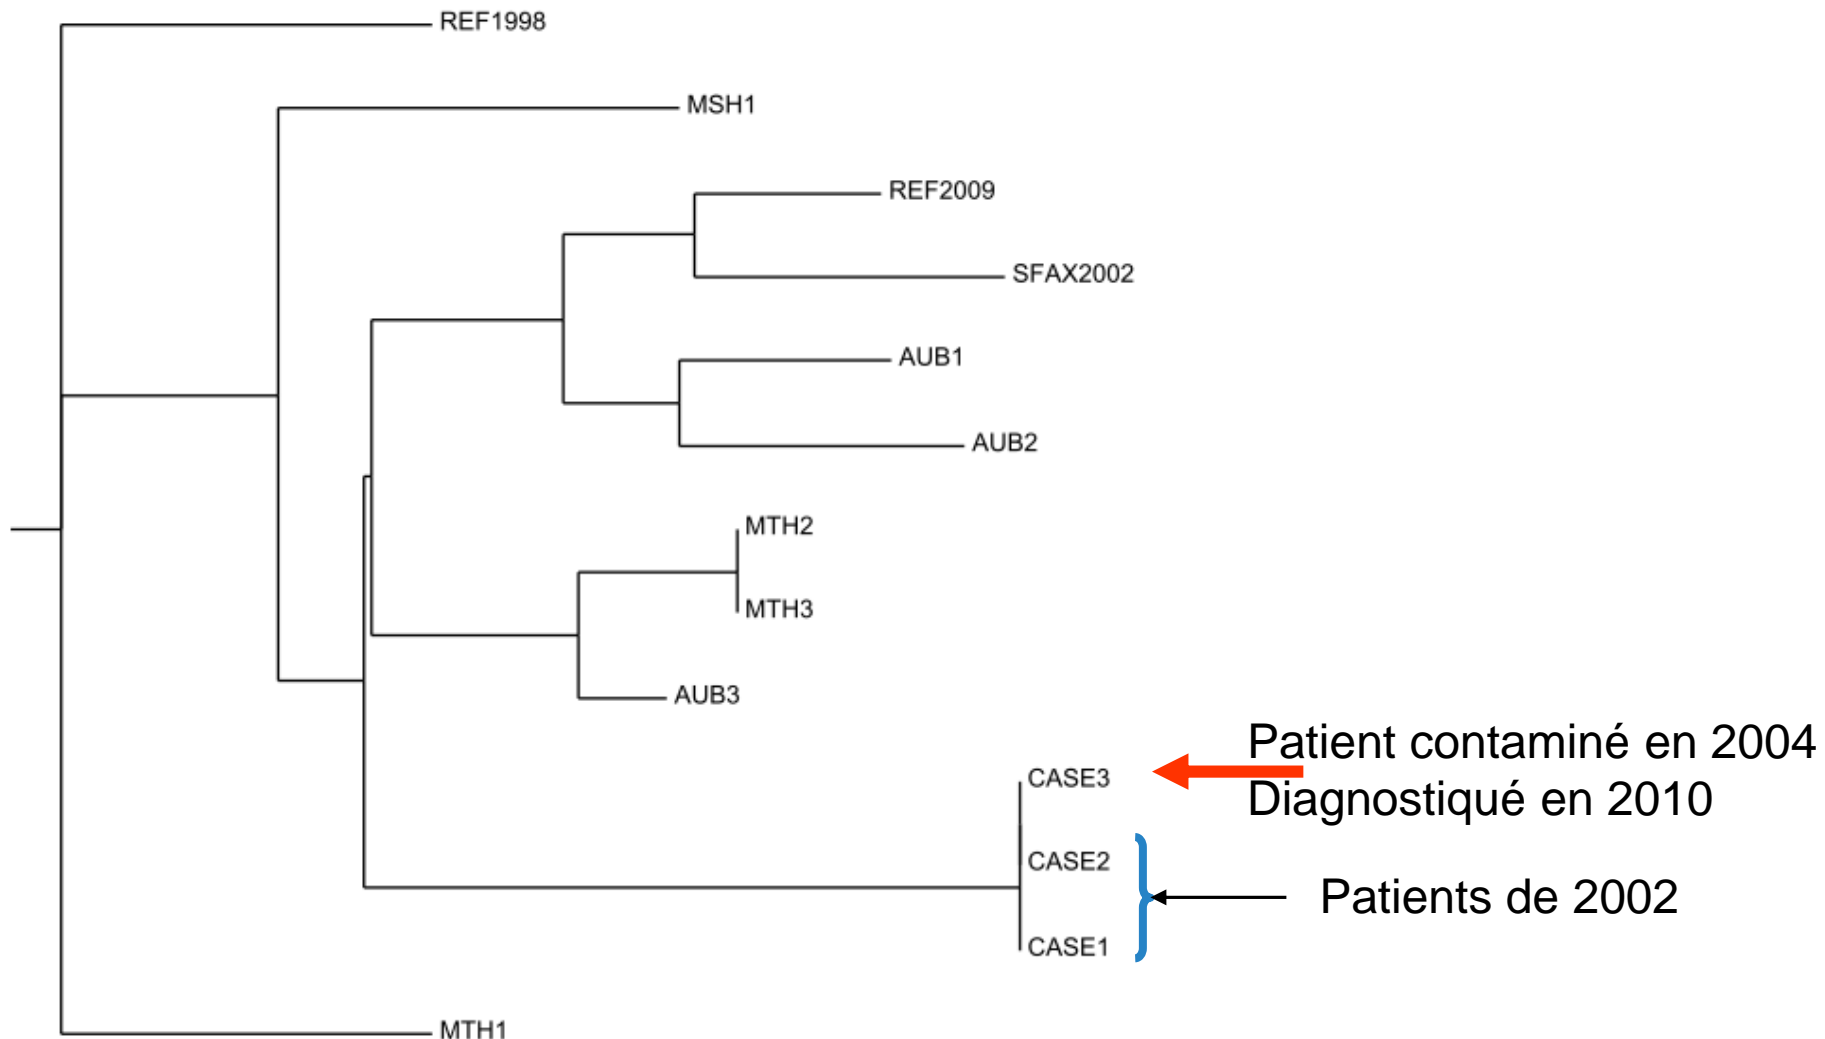 REF1998
MSH1
REF2009
SFAX2002
AUB1
AUB2
MTH2
MTH3
AUB3
Patient contaminé en 2004
CASE3
Diagnostiqué en 2010
CASE2
Patients de 2002
CASE1
MTH1